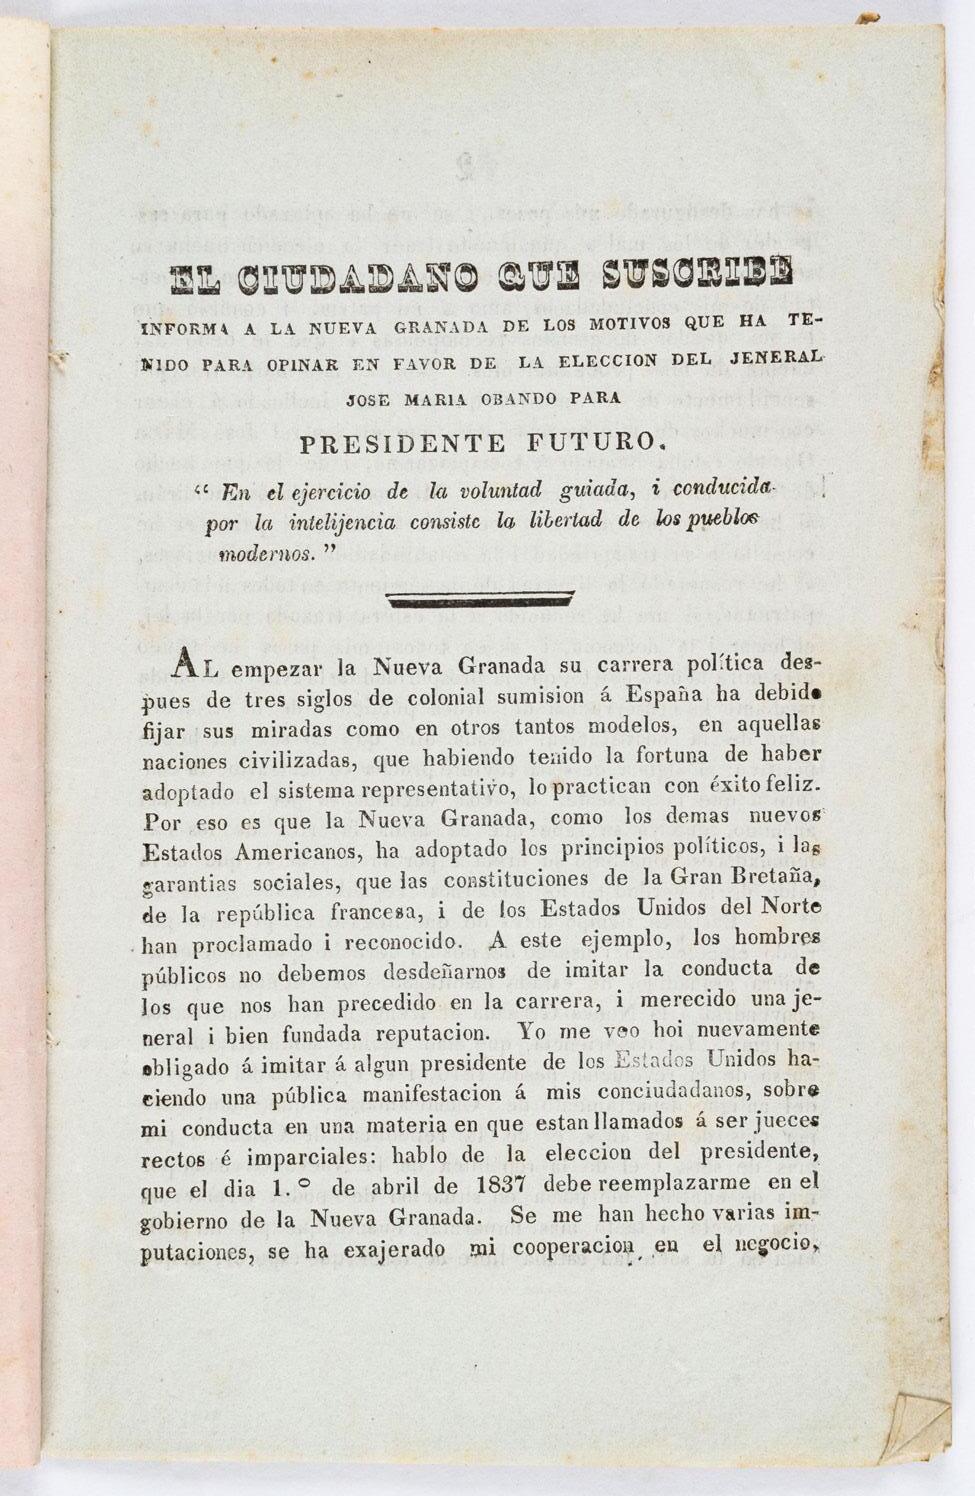 EL CIUDADANO QUE SUSCRIBE
INFORMA A LA NUEVA GRANADA DE LOS MOTIVOS QUE HA TE-
NIDO PARA OPINAR EN FAVOR DE LA ELECCION DEL JENERAL
JOSE MARIA OBANDO PARA
PRESIDENTE FUTURO.
“ En el ejercicio de la voluntad guiada, i conducida
por la intelijencia consiste la libertad de los pueblos
modernos. ”
AL empezar la Nueva Granada su carrera política des-
pues de tres siglos de colonial sumision á España ha debido
fijar sus miradas como en otros tantos modelos, en aquellas
naciones civilizadas, que habiendo tenido la fortuna de haber
adoptado el sistema representativo, lo practican con éxito feliz.
Por eso es que la Nueva Granada, como los demas nuevos
Estados Americanos, ha adoptado los principios políticos, i las
garantias sociales, que las constituciones de la Gran Bretaña,
de la república francesa, i de los Estados Unidos del Norte
han proclamado i reconocido. A este ejemplo, los hombres
públicos no debemos desdeñarnos de imitar la conducta de
los que nos han precedido en la carrera, i merecido una je-
neral i bien fundada reputacion. Yo me veo hoi nuevamente
obligado á imitar á algun presidente de los Estados Unidos ha-
ciendo una pública manifestacion á mis conciudadanos, sobre
mi conducta en una materia en que estan llamados á ser jueces
rectos é imparciales: hablo de la eleccion del presidente,
que el dia 1.º de abril de 1837 debe reemplazarme en el
gobierno de la Nueva Granada. Se me han hecho varias im-
putaciones, se ha exajerado mi cooperacion en el negocio,